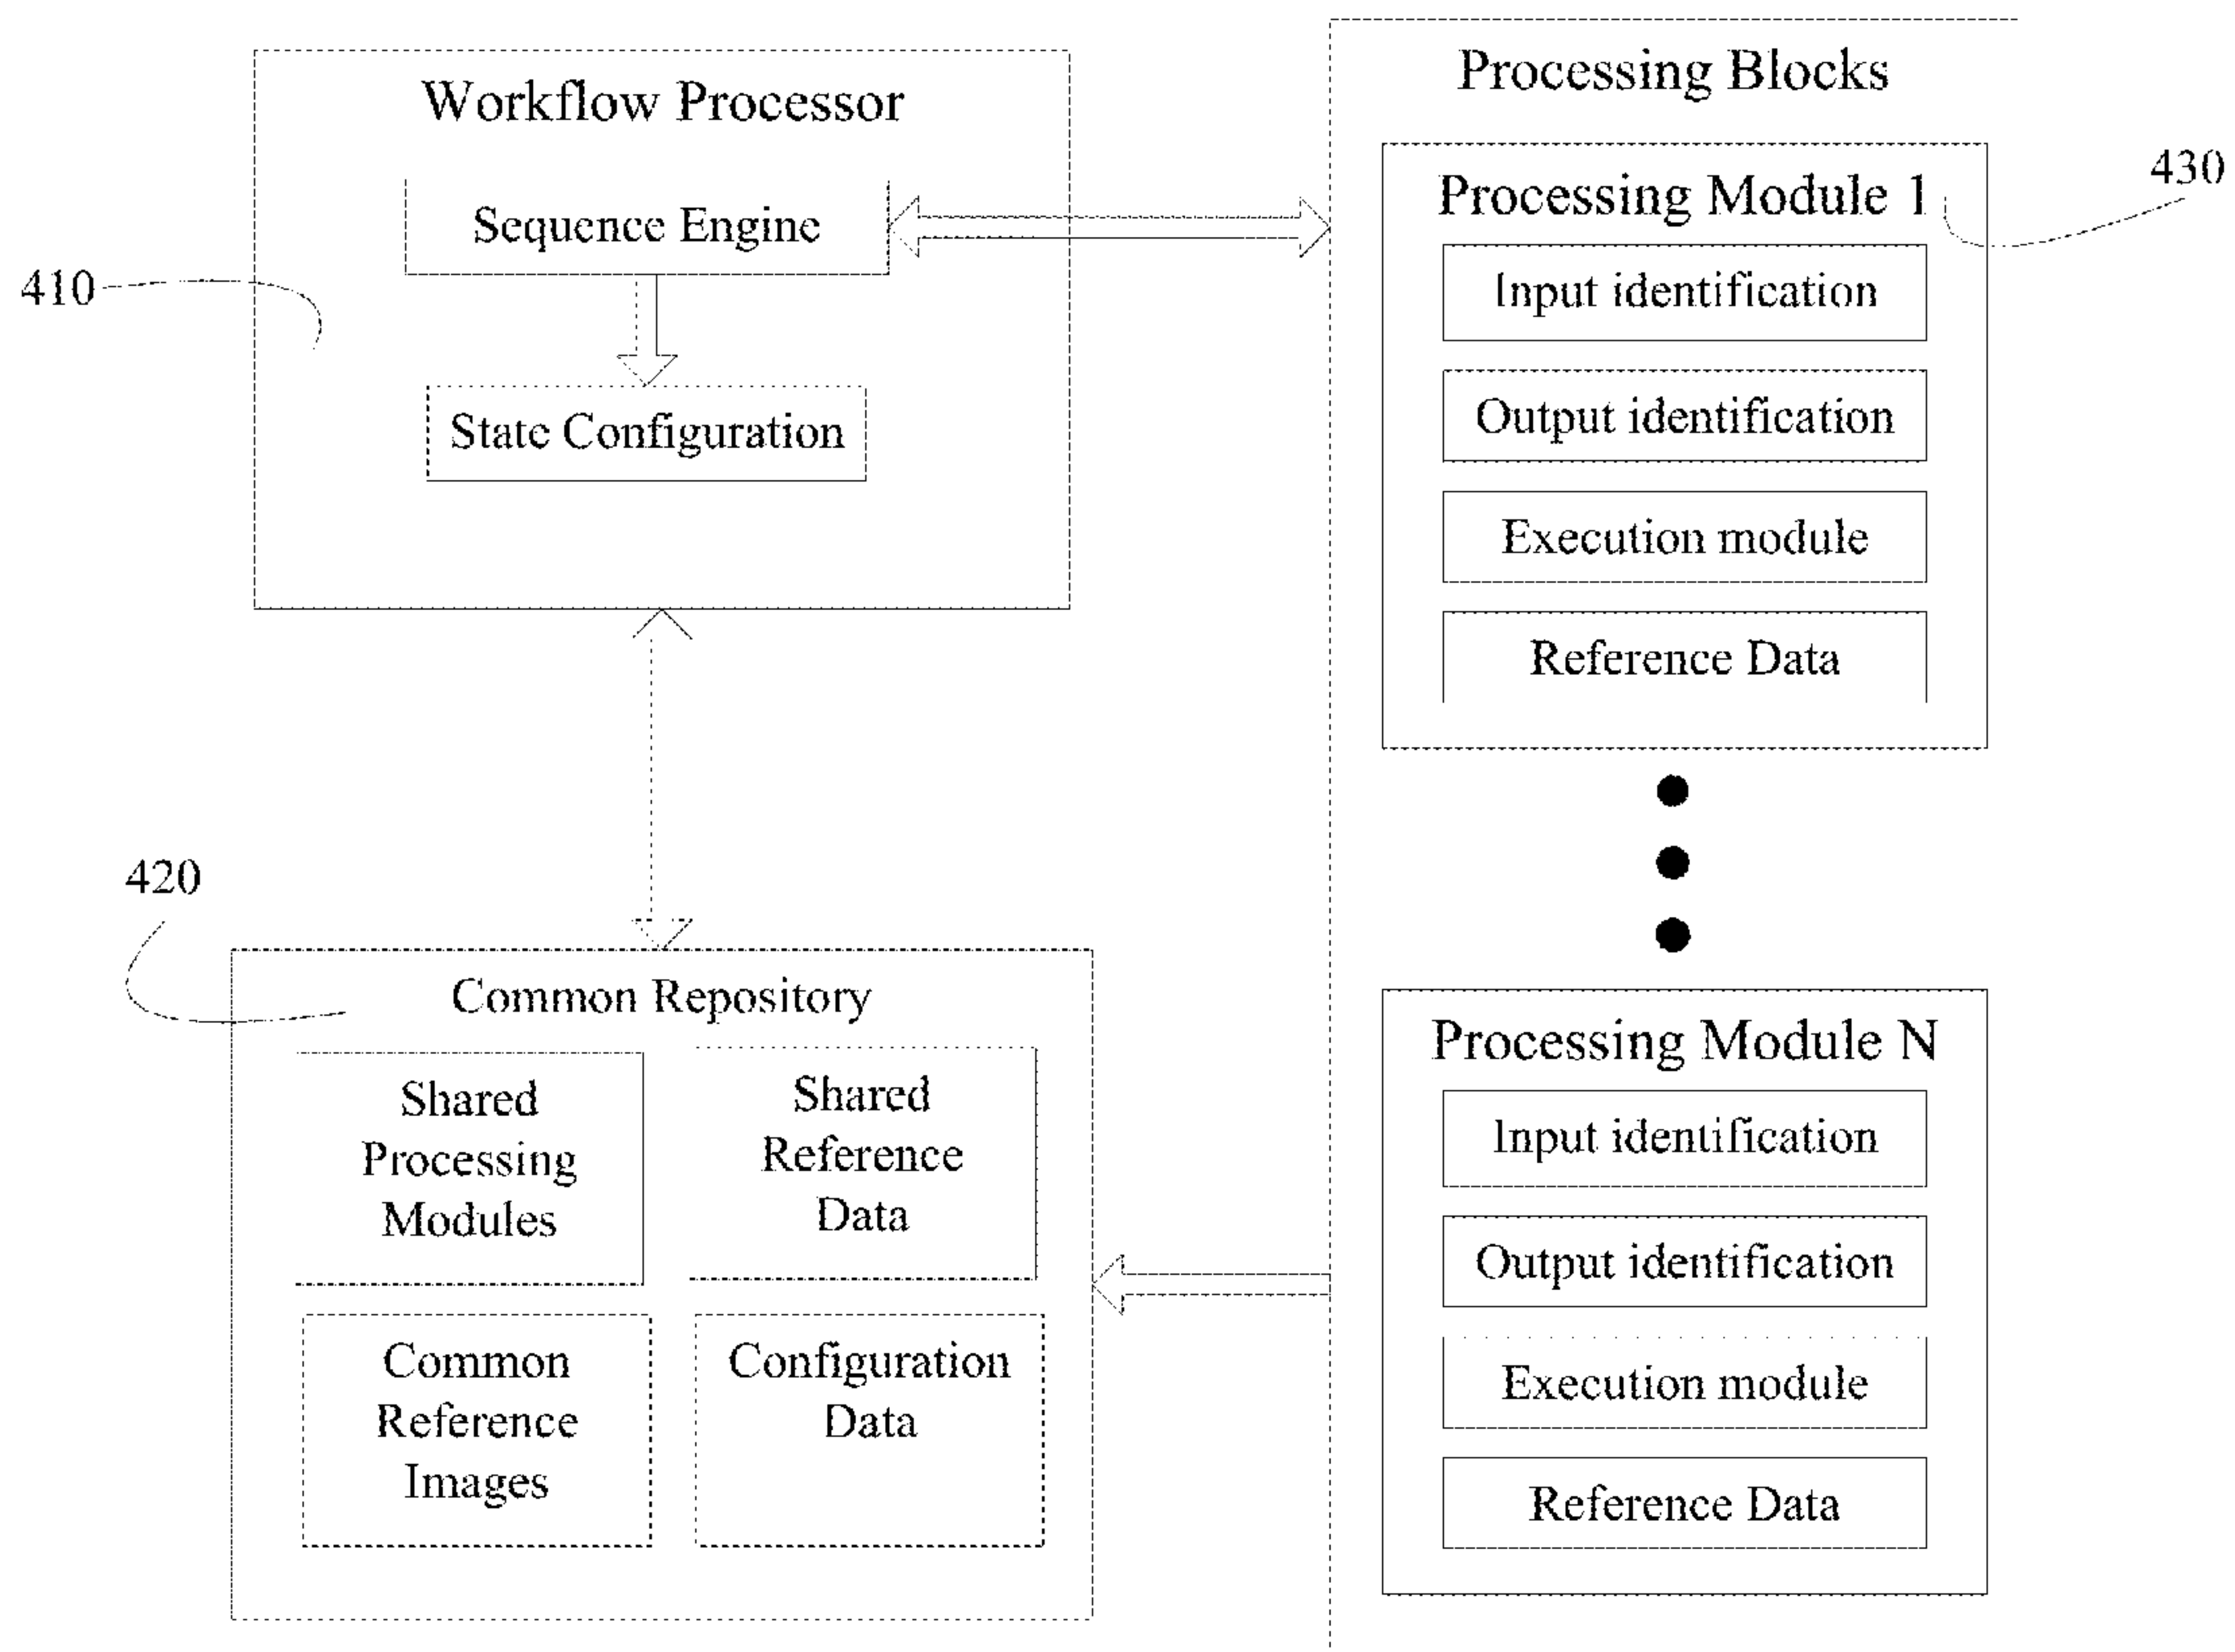 Workflow Processor
Sequence Engine
State Configuration
410
Processing Blocks
Processing Module 1
430
Input identification
Output identification
Execution module
Reference Data
Processing Module N
Input identification
Output identification
Execution module
Reference Data
420
Common Repository
Shared
Processing
Modules
Shared
Reference
Data
Common
Reference
Images
Configuration
Data